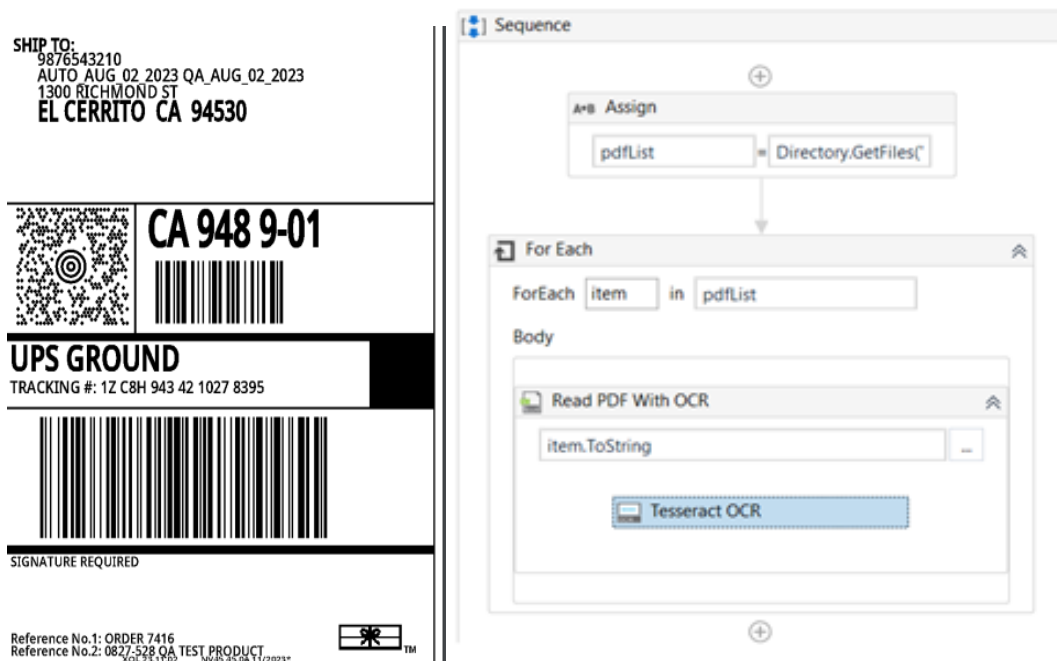 SHIP TO:
9876543210
AUTO_AUG_02_2023 QA_AUG_02_2023
1300 RICHMOND ST
EL CERRITO CA 94530
CA 948 9-01
UPS GROUND
TRACKING #: 1Z C8H 943 42 1027 8395
SIGNATURE REQUIRED
Reference No.1: ORDER 7416
Reference No.2: 0827-528 QA TEST PRODUCT
TM
Sequence
A+B Assign
pdfList = Directory.GetFiles("
For Each
ForEach item in pdfList
Body
Read PDF With OCR
item.ToString ...
Tesseract OCR